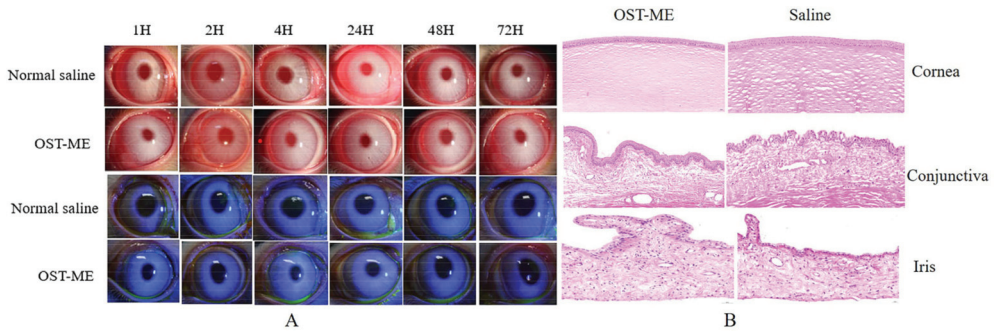 1H 2H 4H 24H 48H 72H
Normal saline
OST-ME
Normal saline
OST-ME
A
OST-ME Saline
Cornea
Conjunctiva
Iris
B